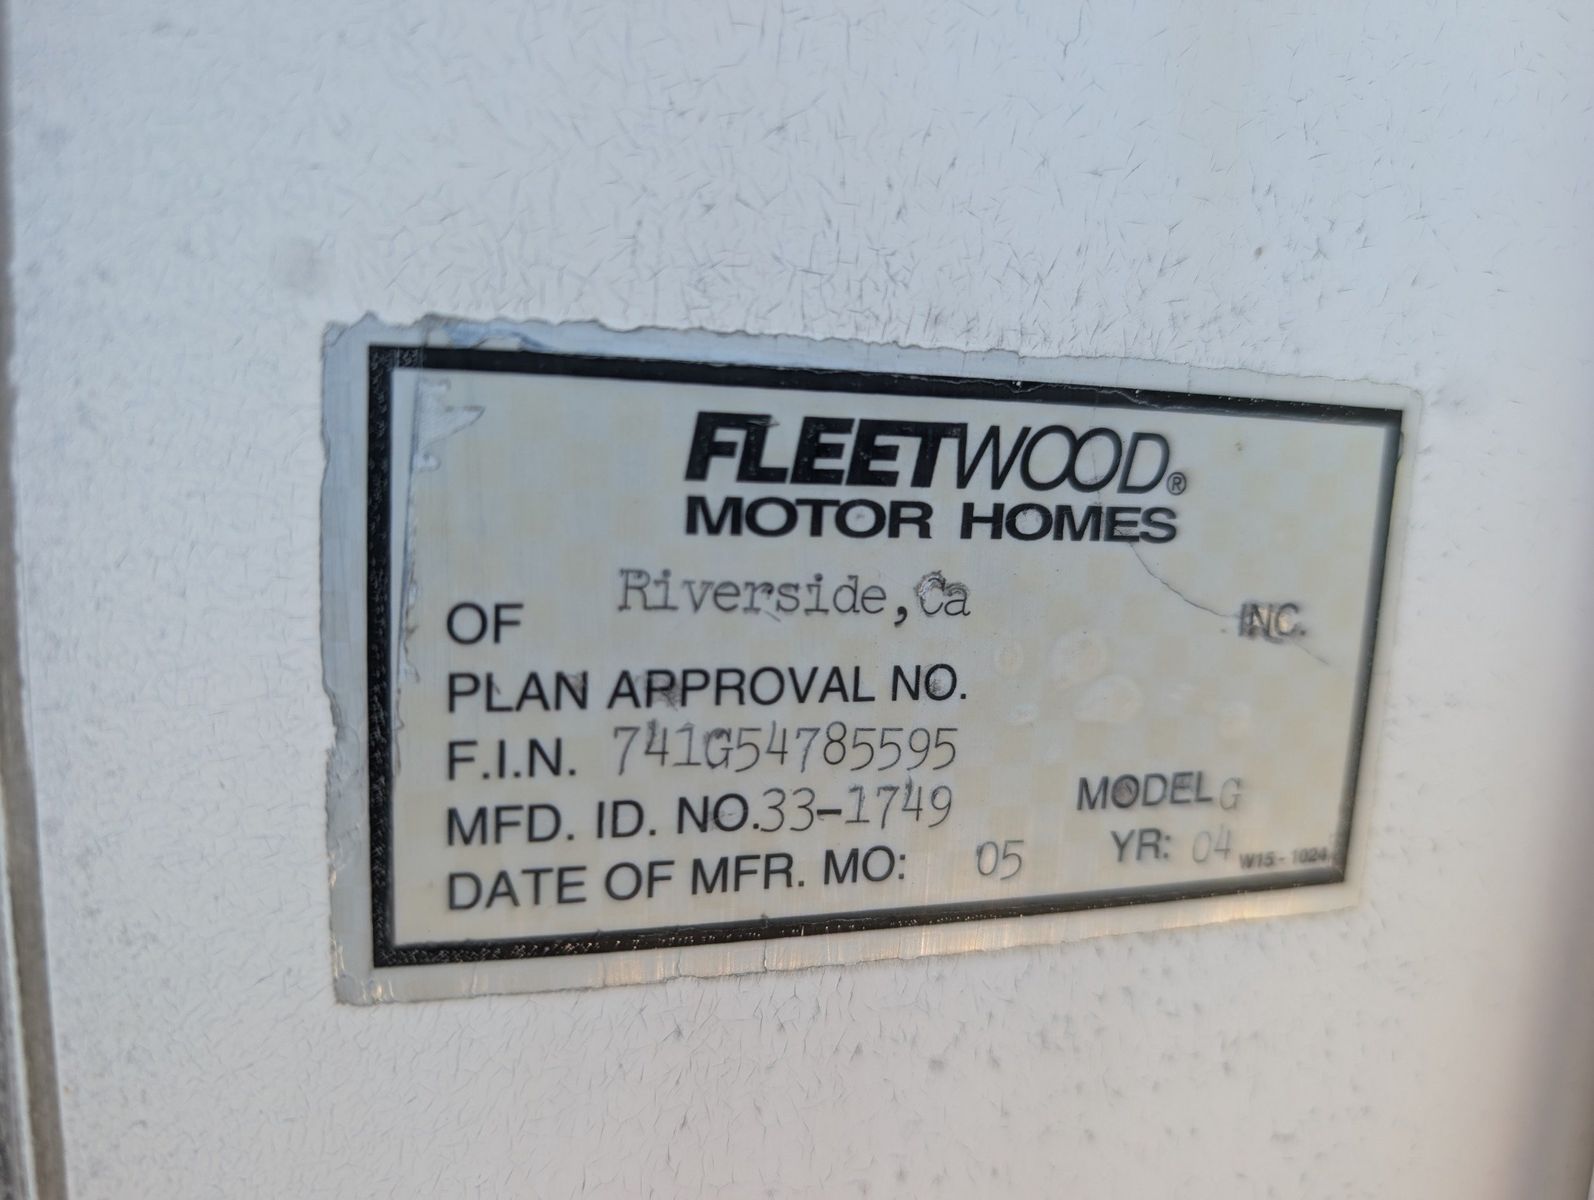 FLEETWOOD®
MOTOR HOMES
OF Riverside,Ca INC.
PLAN APPROVAL NO.
F.I.N. 741G54785595
MFD. ID. NO.33-1749 MODEL G
DATE OF MFR. MO: 05 YR: 04 W15-1024